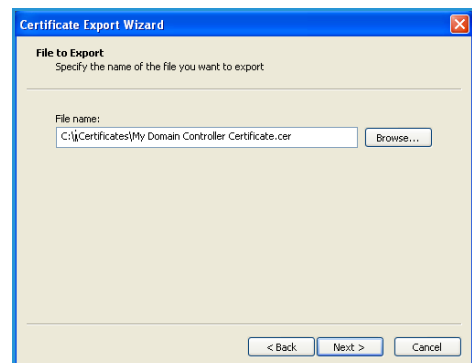 Certificate Export Wizard
File to Export
Specify the name of the file you want to export
File name:
C:\Certificates\My Domain Controller Certificate.cer
Browse...
< Back
Next >
Cancel